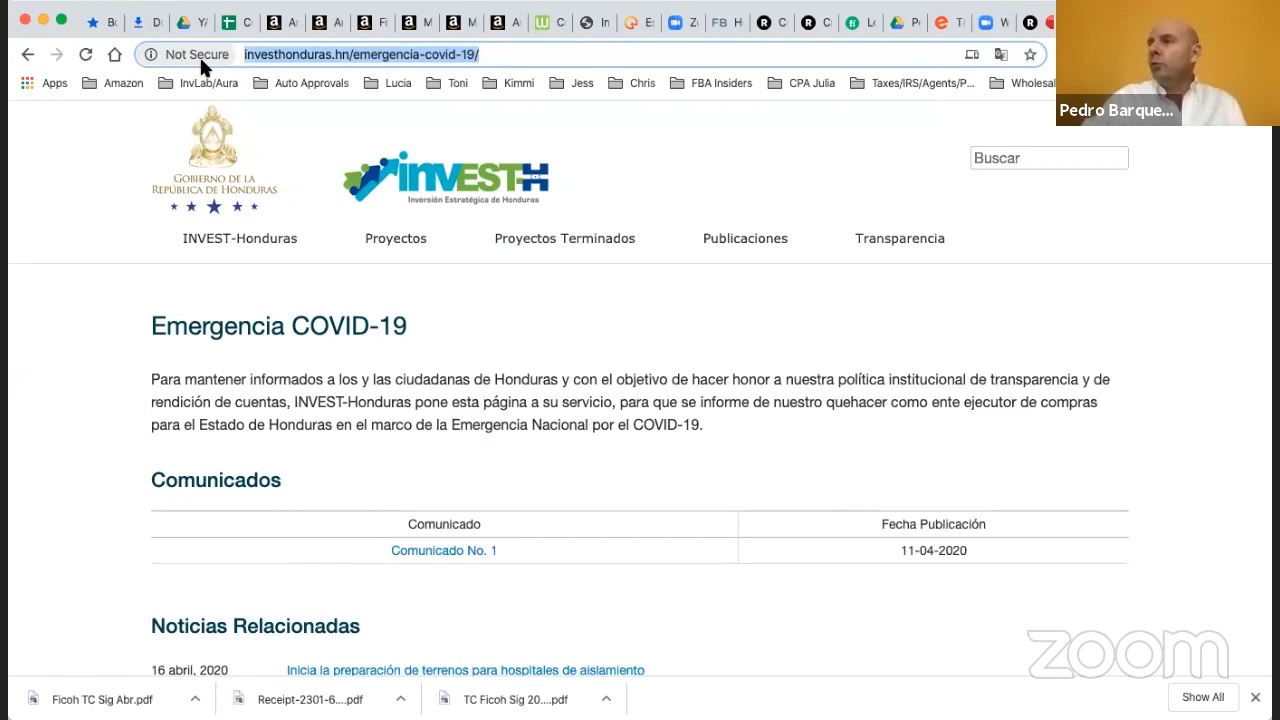 Not Secure
investhonduras.hn/emergencia-covid-19/
Apps
Amazon
InvLab/Aura
Auto Approvals
Lucia
Toni
Kimmi
Jess
Chris
FBA Insiders
CPA Julia
Taxes/IRS/Agents/P...
Wholesal
Pedro Barque...
GOBIERNO DE LA
REPÚBLICA DE HONDURAS
INVEST-H
Inversión Estratégica de Honduras
Buscar
INVEST-Honduras
Proyectos
Proyectos Terminados
Publicaciones
Transparencia
Emergencia COVID-19
Para mantener informados a los y las ciudadanas de Honduras y con el objetivo de hacer honor a nuestra política institucional de transparencia y de
rendición de cuentas, INVEST-Honduras pone esta página a su servicio, para que se informe de nuestro quehacer como ente ejecutor de compras
para el Estado de Honduras en el marco de la Emergencia Nacional por el COVID-19.
Comunicados
Comunicado
Fecha Publicación
Comunicado No. 1
11-04-2020
Noticias Relacionadas
16 abril, 2020
Inicia la preparación de terrenos para hospitales de aislamiento
zoom
Ficoh TC Sig Abr.pdf
Receipt-2301-6....pdf
TC Ficoh Sig 20....pdf
Show All